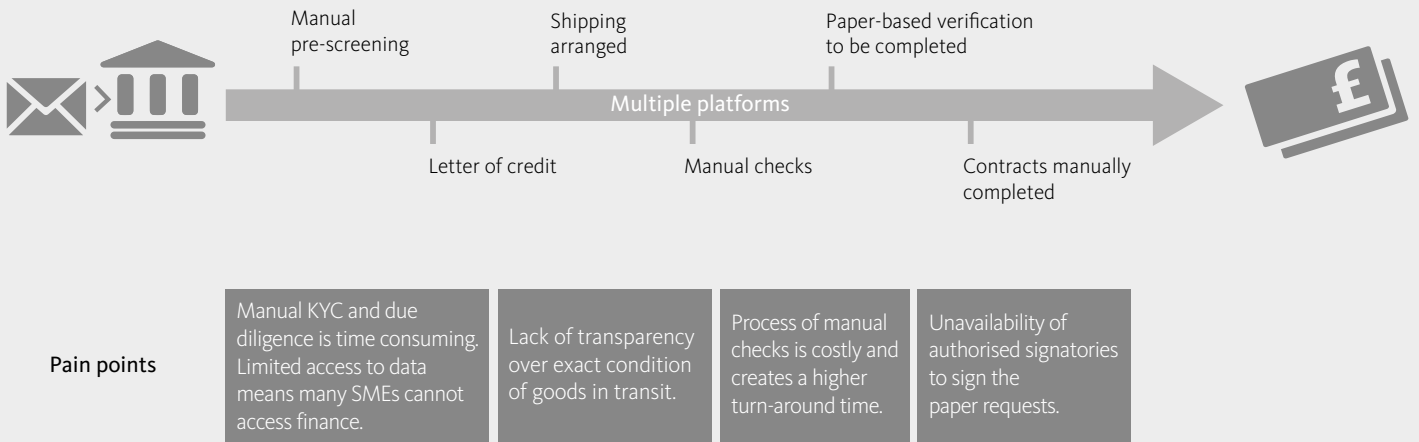 Manual
pre-screening
Shipping
arranged
Paper-based verification
to be completed
Multiple platforms
£
Letter of credit
Manual checks
Contracts manually
completed
Pain points
Manual KYC and due
diligence is time consuming.
Limited access to data
means many SMEs cannot
access finance.
Lack of transparency
over exact condition
of goods in transit.
Process of manual
checks is costly and
creates a higher
turn-around time.
Unavailability of
authorised signatories
to sign the
paper requests.